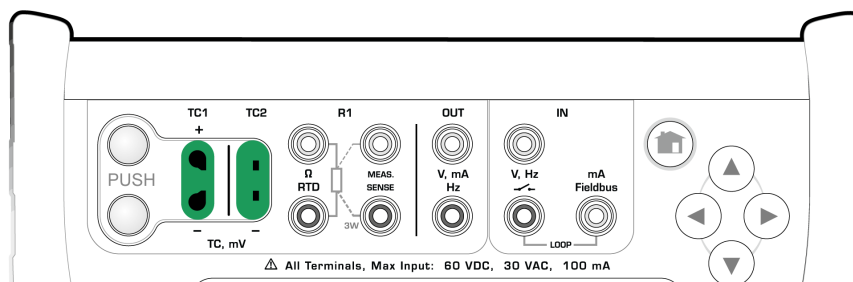 TC1 TC2 R1 OUT IN
+
PUSH
Ω
RTD
MEAS.
SENSE
V, mA
Hz
V, Hz
mA
Fieldbus
3W
– –
TC, mV
LOOP
⚠ All Terminals, Max Input: 60 VDC, 30 VAC, 100 mA